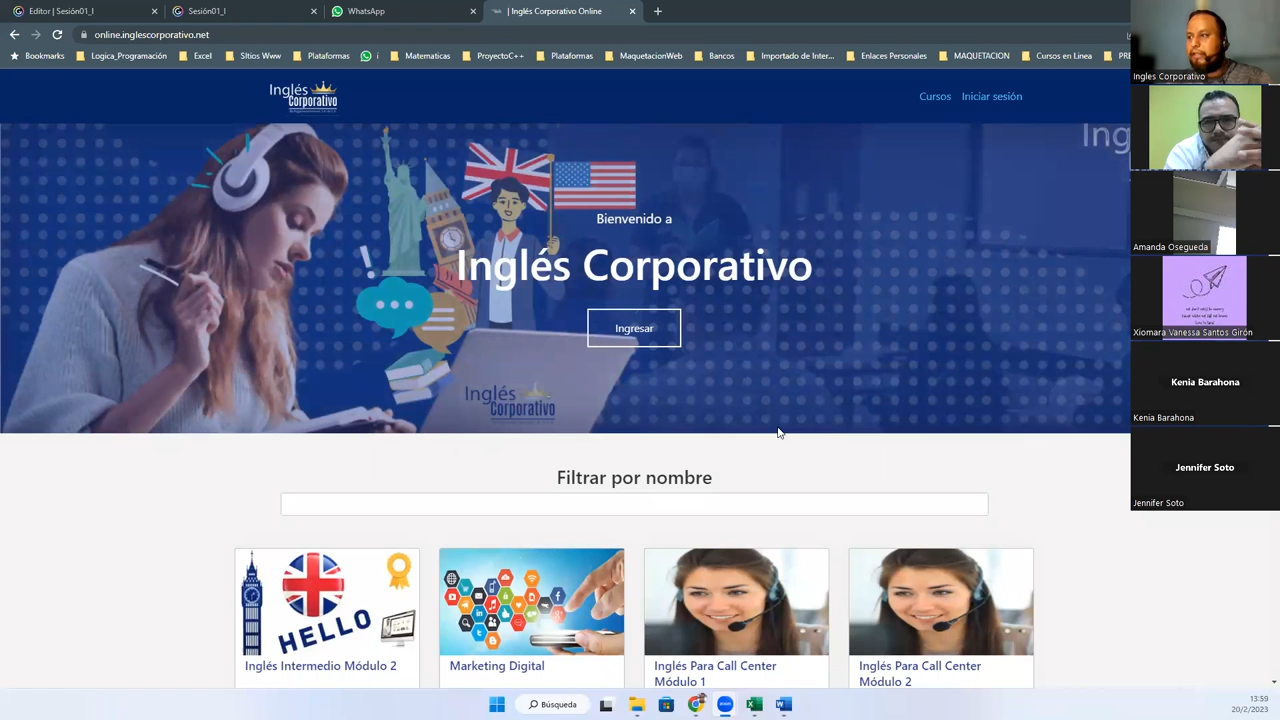 Editor | Sesión01_I
Sesión01_I
WhatsApp
| Inglés Corporativo Online
online.inglescorporativo.net
Bookmarks
Logica_Programación
Excel
SItios Www
Plataformas
i
Matematicas
ProyectoC++
Plataformas
MaquetacionWeb
Bancos
Importado de Inter...
Enlaces Personales
MAQUETACION
Cursos en Linea
Inglés
Corporativo
Cursos
Iniciar sesión
Ing
Bienvenido a
Inglés Corporativo
Ingresar
Inglés
Corporativo
Filtrar por nombre
HELLO
Inglés Intermedio Módulo 2
Marketing Digital
Inglés Para Call Center
Módulo 1
Inglés Para Call Center
Módulo 2
Ingles Corporativo
Amanda Osegueda
Xiomara Vanessa Santos Girón
Kenia Barahona
Kenia Barahona
Jennifer Soto
Jennifer Soto
Búsqueda
zoom
13:59
20/2/2023